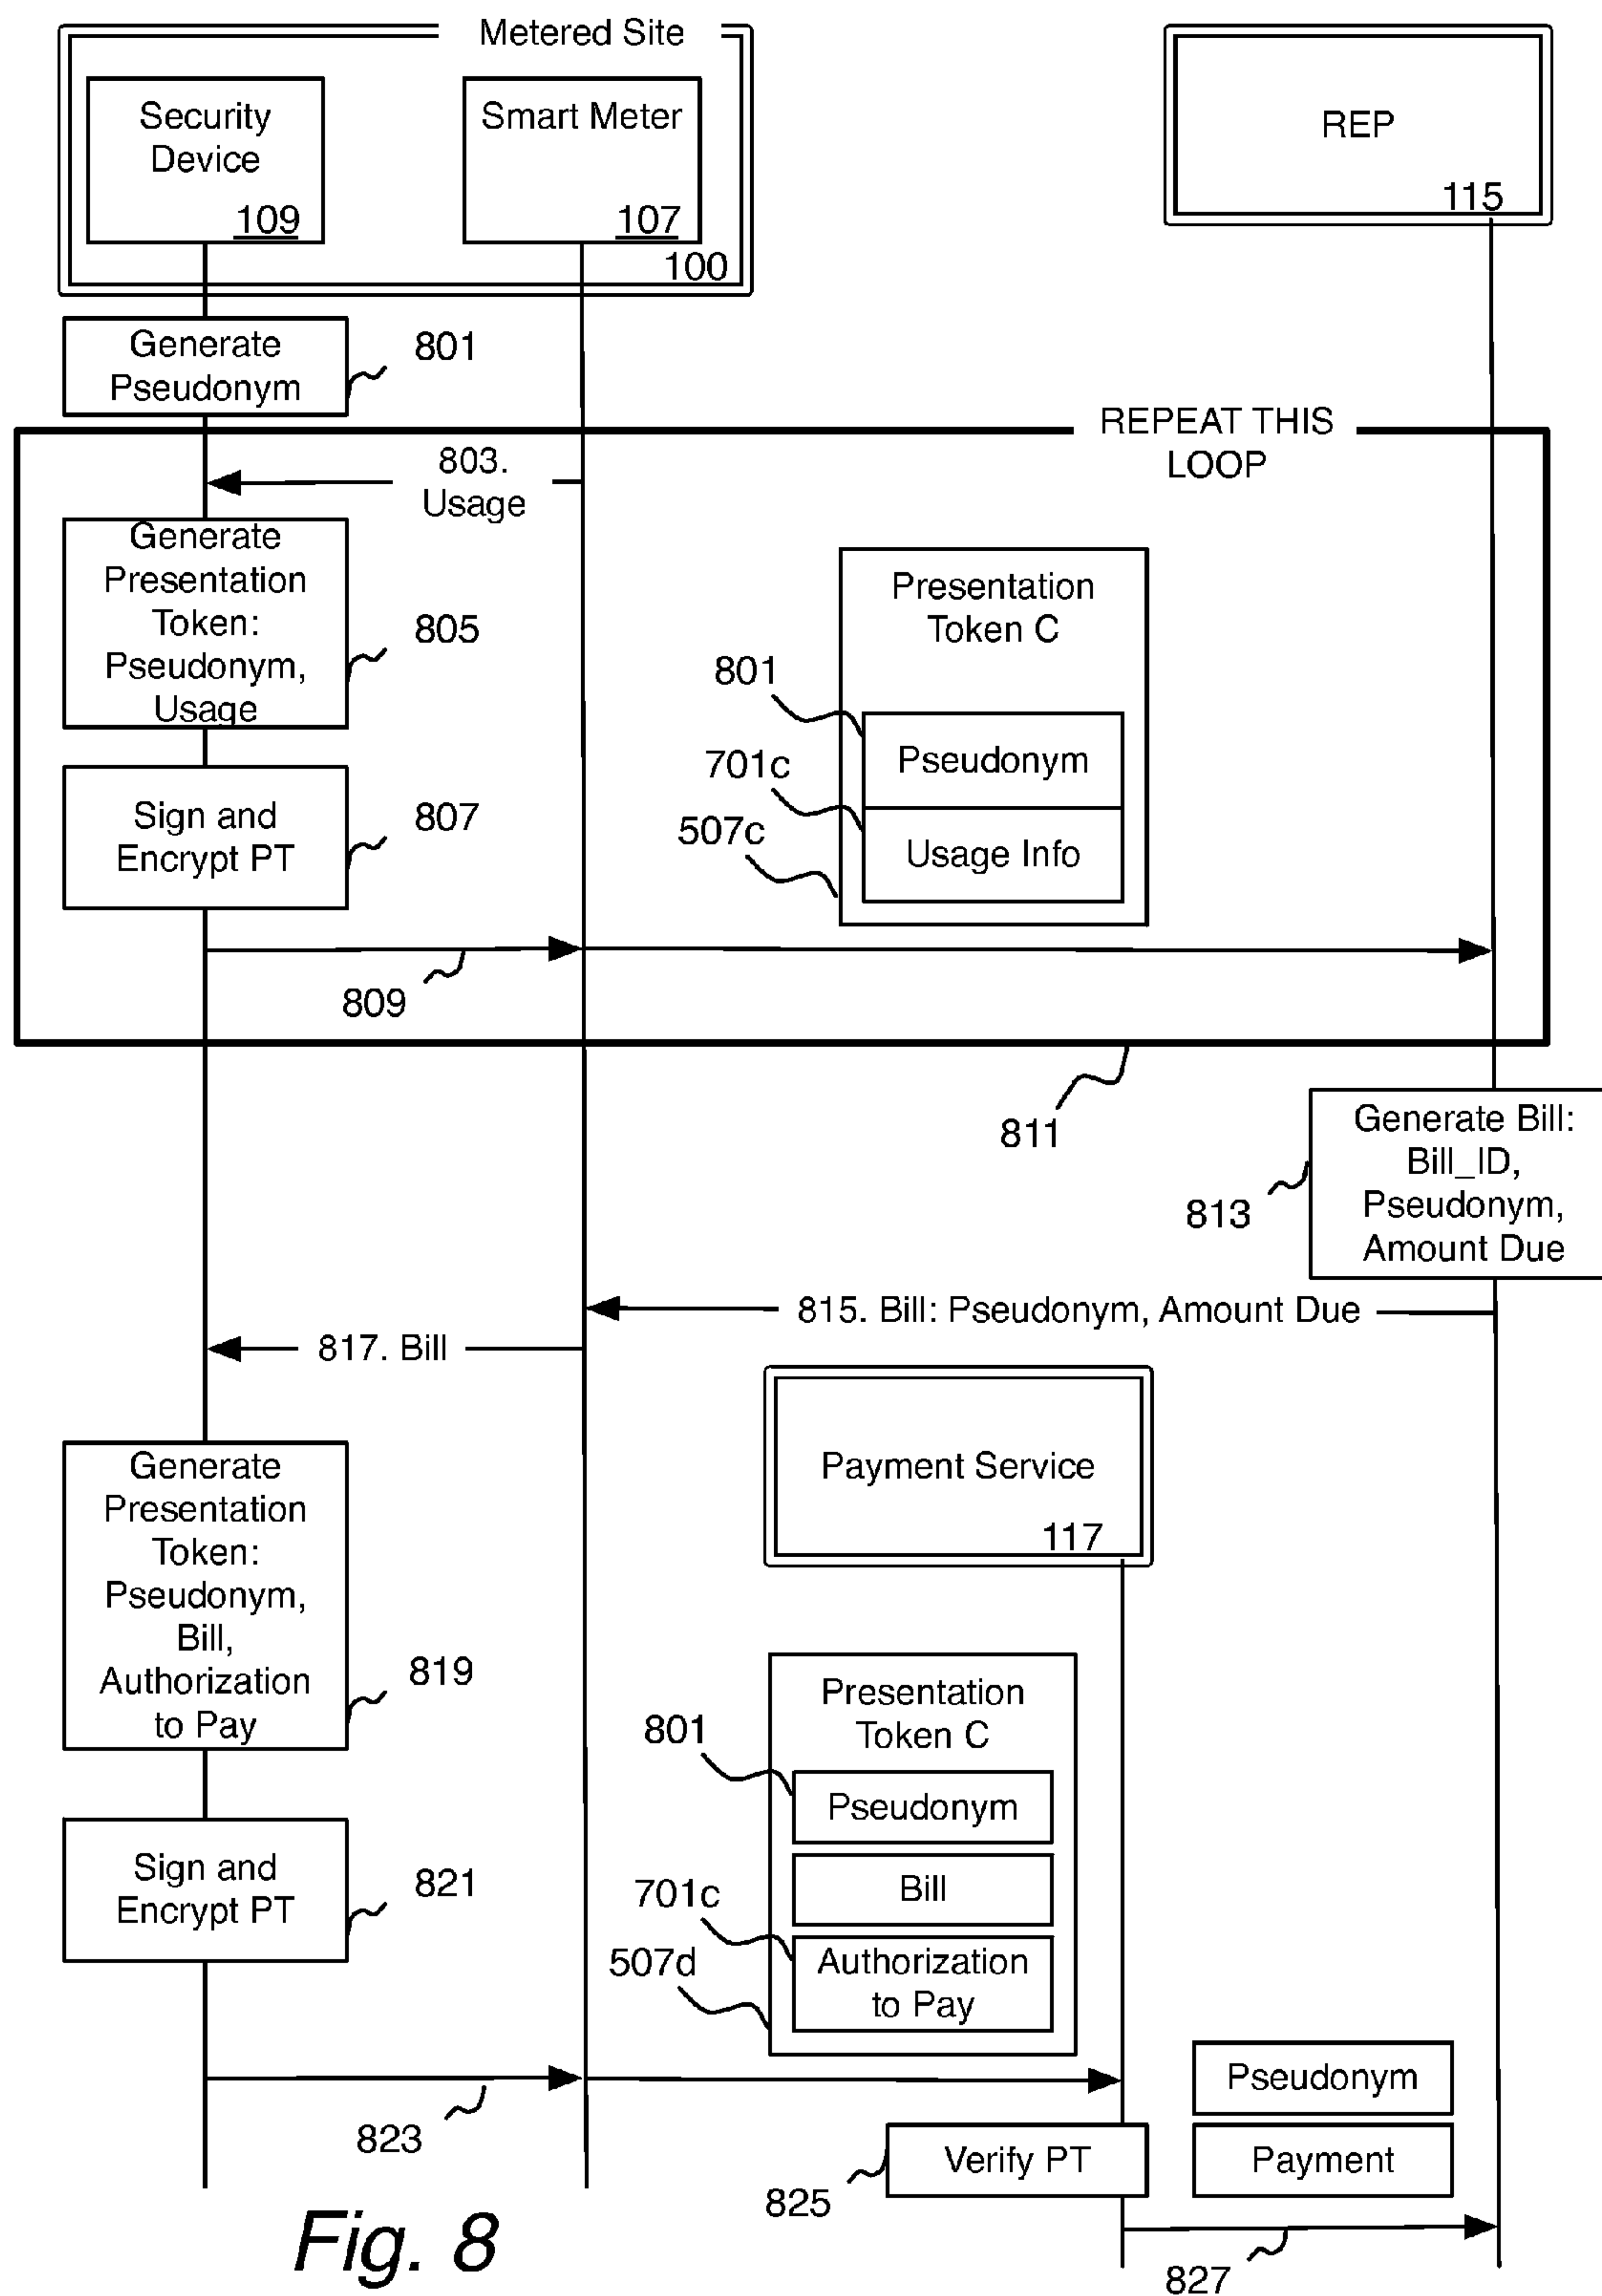 Metered Site
Security
Device
109
Smart Meter
107
100
REP
115
Generate
Pseudonym
801
REPEAT THIS
LOOP
803.
Usage
Generate
Presentation
Token:
Pseudonym,
Usage
805
Presentation
Token C
801
Pseudonym
701c
Usage Info
507c
Sign and
Encrypt PT
807
809
811
Generate Bill:
Bill_ID,
Pseudonym,
Amount Due
813
815. Bill: Pseudonym, Amount Due
817. Bill
Payment Service
117
Generate
Presentation
Token:
Pseudonym,
Bill,
Authorization
to Pay
819
Presentation
Token C
801
Pseudonym
Bill
701c
Authorization
to Pay
507d
Sign and
Encrypt PT
821
823
Pseudonym
Payment
Verify PT
825
827
Fig. 8